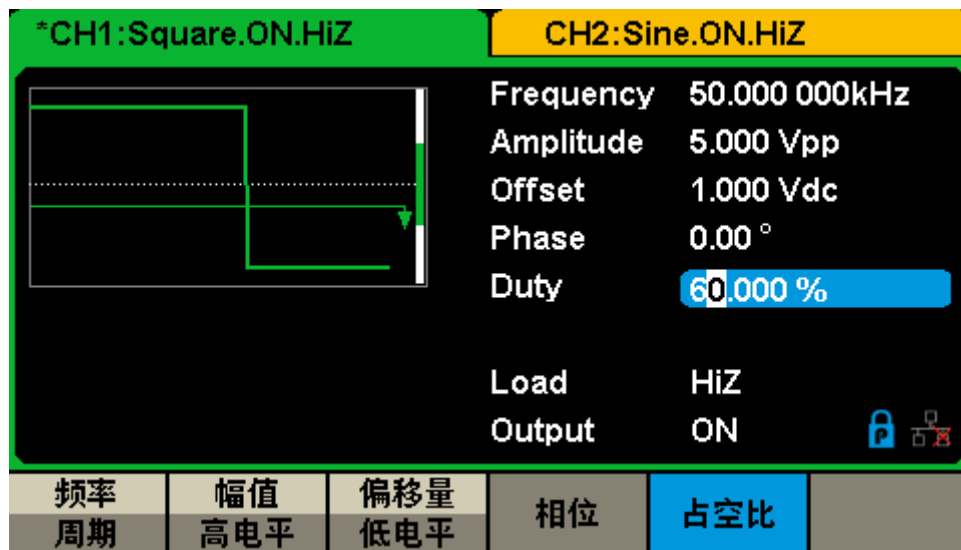 *CH1:Square.ON.HiZ
CH2:Sine.ON.HiZ
Frequency 50.000 000kHz
Amplitude 5.000 Vpp
Offset 1.000 Vdc
Phase 0.00 °
Duty 60.000 %
Load HiZ
Output ON
P
频率 幅值 偏移量 相位 占空比
周期 高电平 低电平